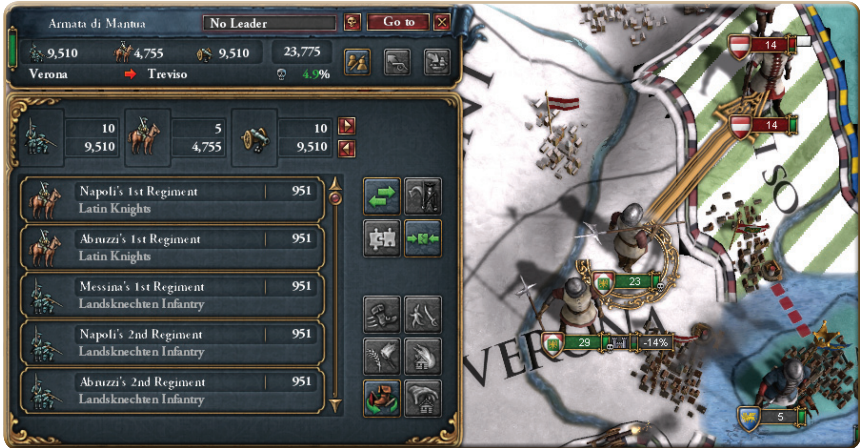 Armata di Mantua No Leader Go to
9,510 4,755 9,510 23,775
Verona Treviso 4.9%
10 5 10
9,510 4,755 9,510
Napoli's 1st Regiment 951
Latin Knights
Abruzzi's 1st Regiment 951
Latin Knights
Messina's 1st Regiment 951
Landsknechten Infantry
Napoli's 2nd Regiment 951
Landsknechten Infantry
Abruzzi's 2nd Regiment 951
Landsknechten Infantry
14
14
23
29 -14%
VERONA
5